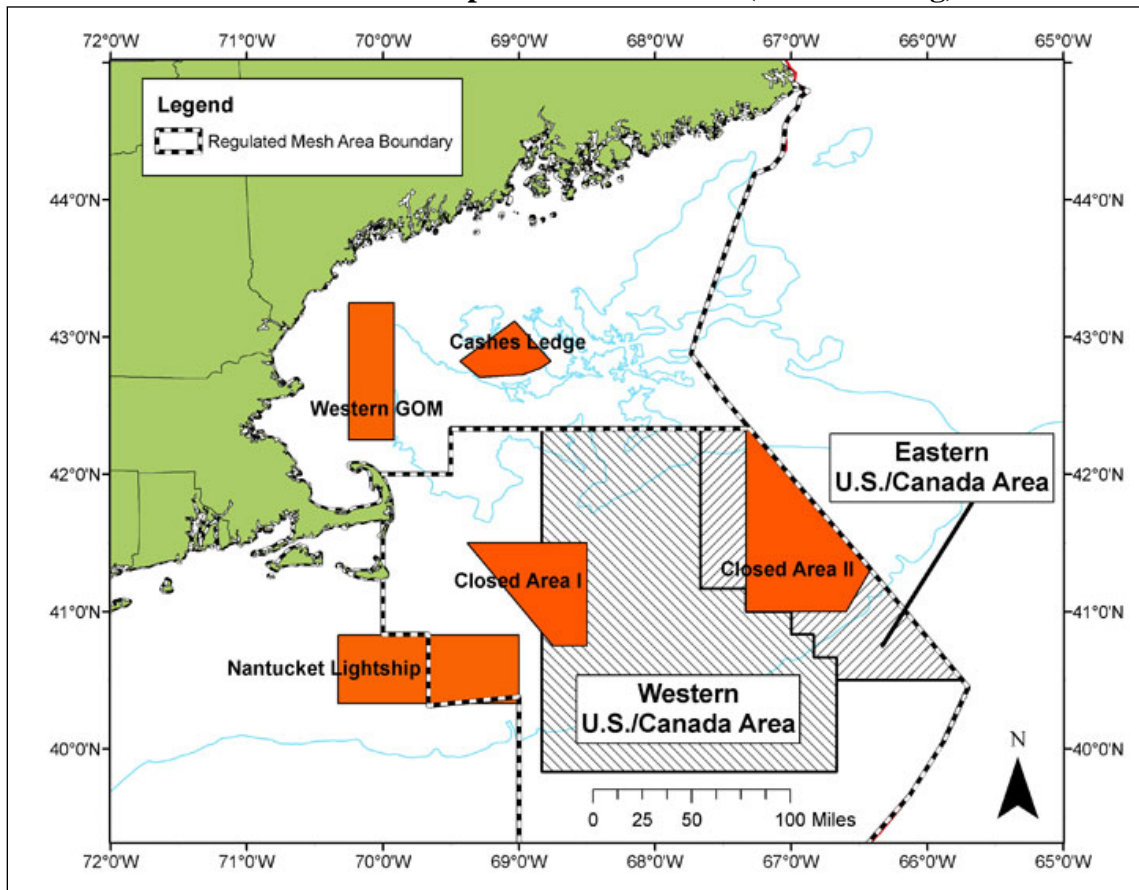 72°0'W 71°0'W 70°0'W 69°0'W 68°0'W 67°0'W 66°0'W 65°0'W
Legend
Regulated Mesh Area Boundary
44°0'N 44°0'N
43°0'N 43°0'N
Cashes Ledge
Western GOM
42°0'N 42°0'N
Eastern
U.S./Canada Area
Closed Area I
Closed Area II
41°0'N 41°0'N
Nantucket Lightship
Western
U.S./Canada Area
40°0'N 40°0'N
N
0 25 50 100 Miles
72°0'W 71°0'W 70°0'W 69°0'W 68°0'W 67°0'W 66°0'W 65°0'W